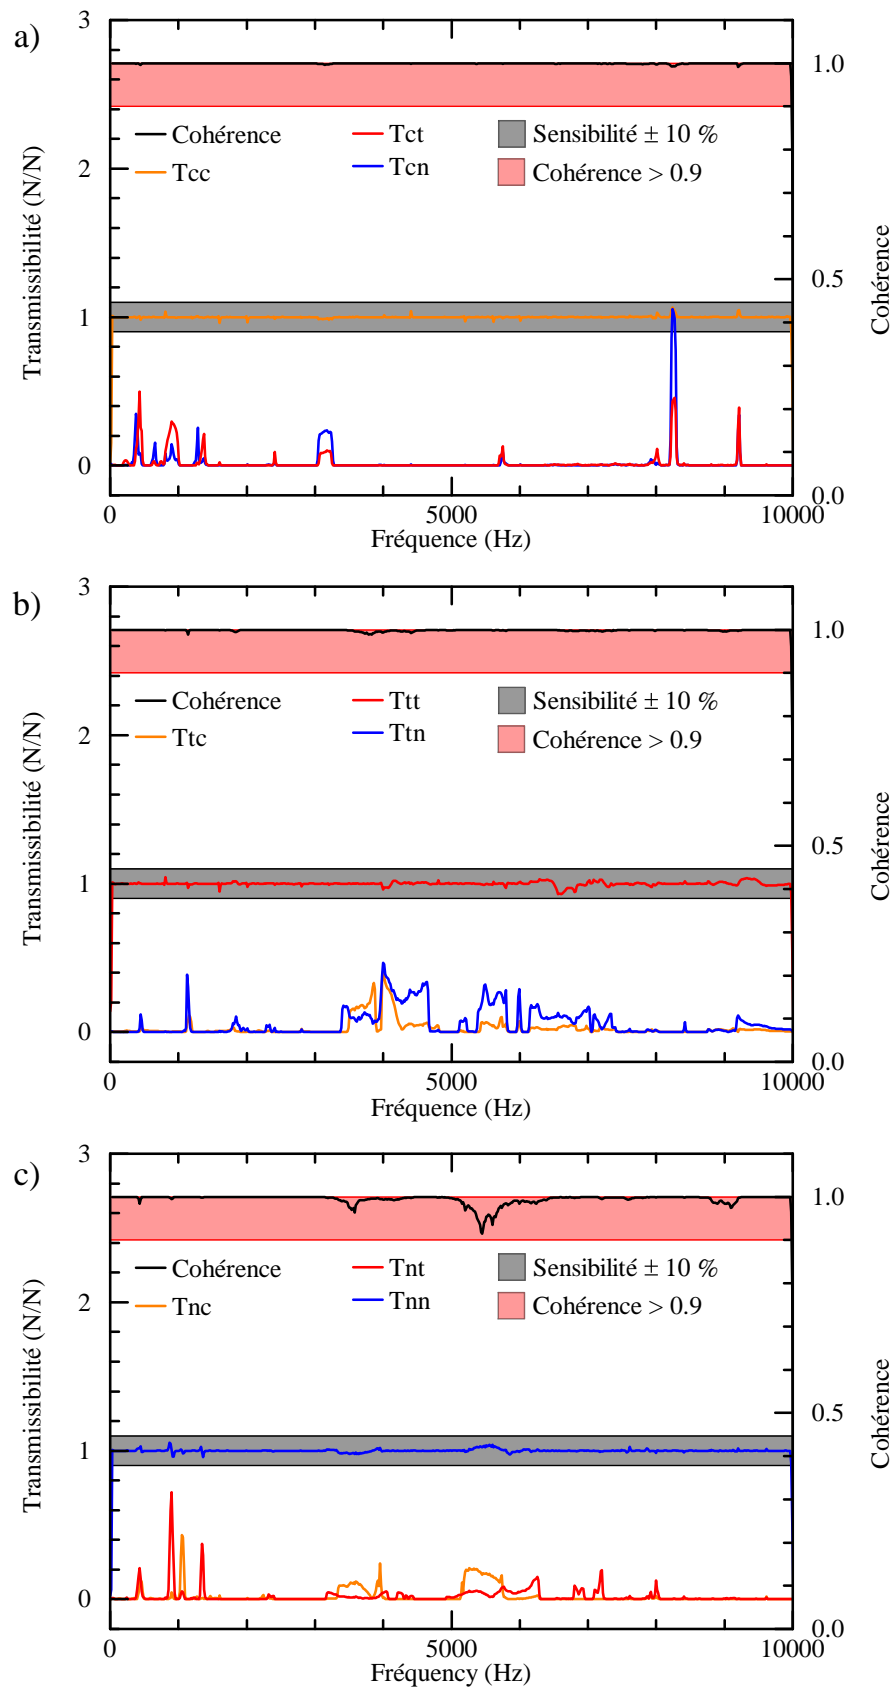 a)
3
2
1
0
Transmissibilité (N/N)
1.0
0.5
0.0
Cohérence
Cohérence
Tcc
Tct
Tcn
Sensibilité ± 10 %
Cohérence > 0.9
0
5000
10000
Fréquence (Hz)
b)
3
2
1
0
Transmissibilité (N/N)
1.0
0.5
0.0
Cohérence
Cohérence
Ttc
Ttt
Ttn
Sensibilité ± 10 %
Cohérence > 0.9
0
5000
10000
Fréquence (Hz)
c)
3
2
1
0
Transmissibilité (N/N)
1.0
0.5
0.0
Cohérence
Cohérence
Tnc
Tnt
Tnn
Sensibilité ± 10 %
Cohérence > 0.9
0
5000
10000
Fréquency (Hz)